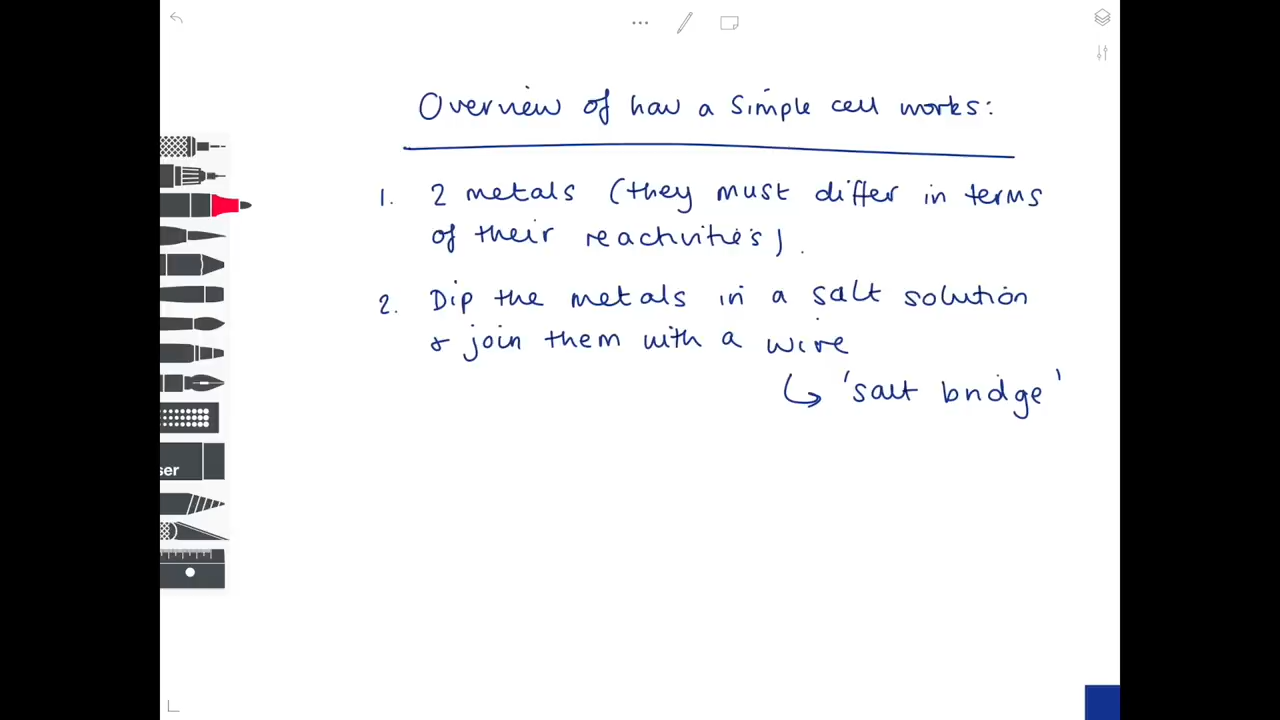 Overview of how a simple cell works:
1. 2 metals (they must differ in terms
of their reactivities).
2. Dip the metals in a salt solution
& join them with a wire
↳ 'salt bridge'
ser